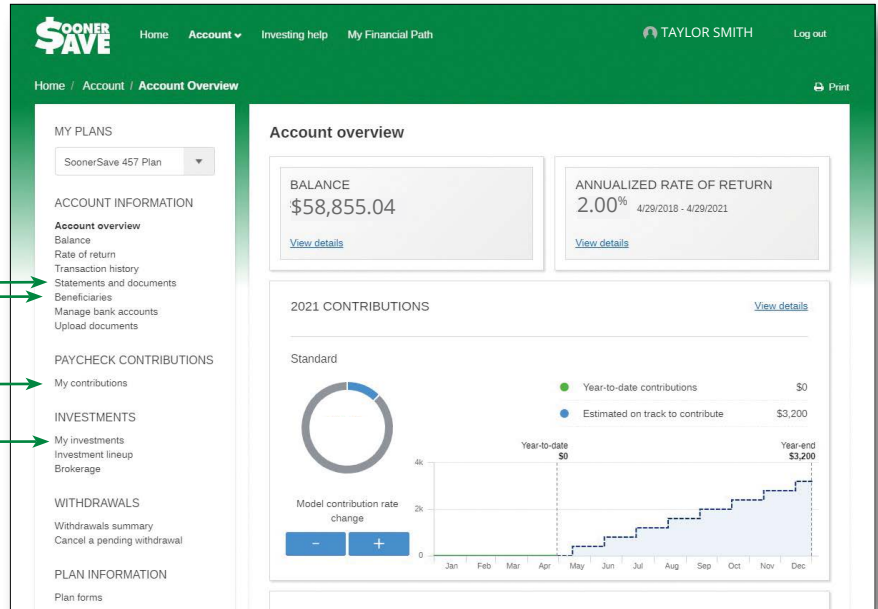 $OONER
SAVE
Home Account Investing help My Financial Path
TAYLOR SMITH
Log out
Home / Account / Account Overview
Print
MY PLANS
SoonerSave 457 Plan
ACCOUNT INFORMATION
Account overview
Balance
Rate of return
Transaction history
Statements and documents
Beneficiaries
Manage bank accounts
Upload documents
PAYCHECK CONTRIBUTIONS
My contributions
INVESTMENTS
My investments
Investment lineup
Brokerage
WITHDRAWALS
Withdrawals summary
Cancel a pending withdrawal
PLAN INFORMATION
Plan forms
Account overview
BALANCE
$58,855.04
View details
ANNUALIZED RATE OF RETURN
2.00% 4/29/2018 - 4/29/2021
View details
2021 CONTRIBUTIONS
View details
Standard
Year-to-date contributions $0
Estimated on track to contribute $3,200
Model contribution rate
change
- +
Year-to-date
$0
Year-end
$3,200
4k
2k
0
Jan Feb Mar Apr May Jun Jul Aug Sep Oct Nov Dec